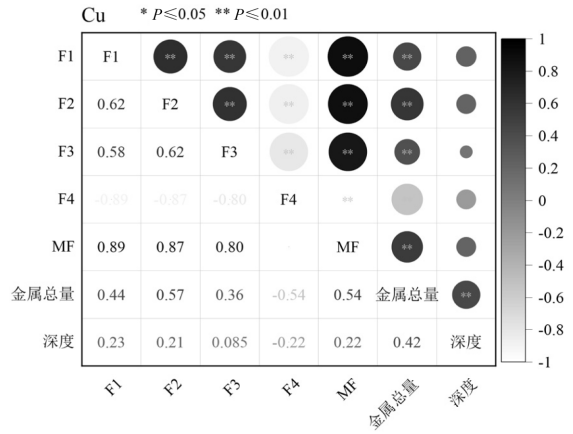 Cu * P≤0.05 ** P≤0.01
F1 F1 ** ** ** ** ** 1
F2 0.62 F2 ** ** ** ** 0.8
F3 0.58 0.62 F3 ** ** ** 0.6
F4 -0.89 -0.87 -0.80 F4 ** 0.4
MF 0.89 0.87 0.80 MF ** 0.2
金属总量 0.44 0.57 0.36 -0.54 0.54 金属总量 ** 0
深度 0.23 0.21 0.085 -0.22 0.22 0.42 深度 -0.2
-0.4
-0.6
-0.8
-1
F1 F2 F3 F4 MF 金属总量 深度